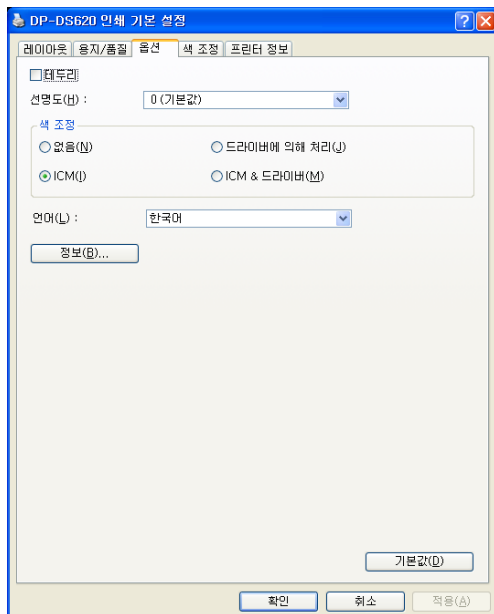 DP-DS620 인쇄 기본 설정
레이아웃 용지/품질 옵션 색 조정 프린터 정보
테두리
선명도(H) : 0 (기본값)
색 조정
없음(N) 드라이버에 의해 처리(J)
ICM(I) ICM & 드라이버(M)
언어(L) : 한국어
정보(B)...
기본값(D)
확인 취소 적용(A)